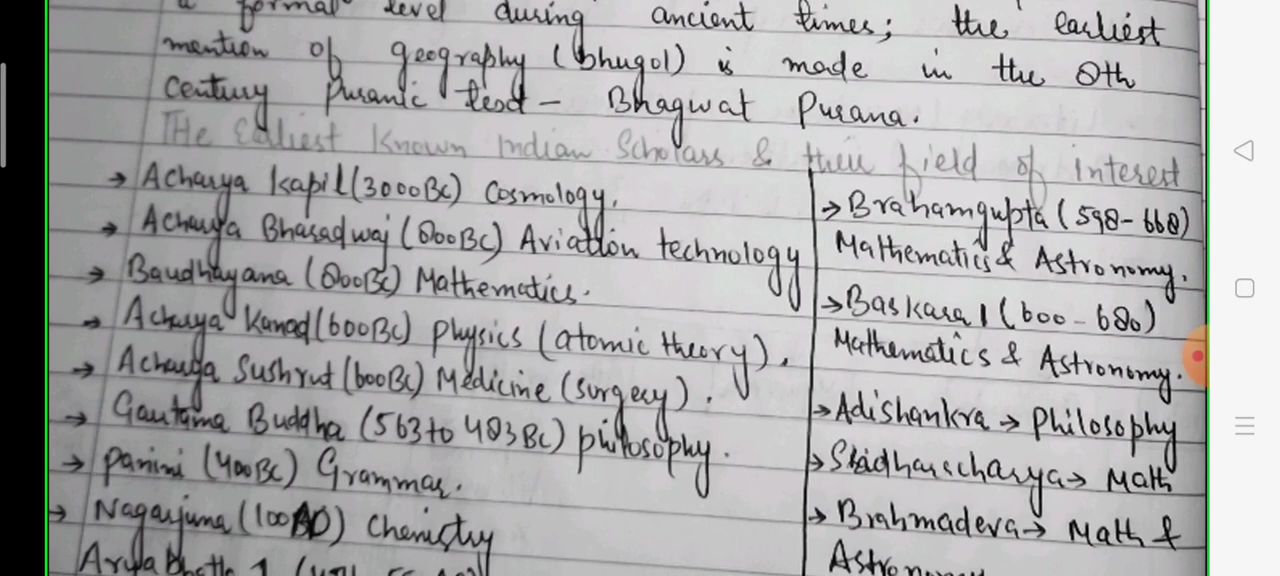 a formal level during ancient times; the earliest
mention of geography (bhugol) is made in the 8th
century Puranic text - Bhagwat Purana.
THe Earliest Known Indian Scholars & their field of interest
→ Acharya Kapil (3000BC) Cosmology.
→ Acharya Bharadwaj (800BC) Aviation technology
→ Baudhayana (800BC) Mathematics.
→ Acharya Kanad (600BC) Physics (atomic theory).
→ Acharya Sushrut (600BC) Medicine (surgery).
→ Gautama Buddha (563 to 483 BC) philosophy.
→ Panini (400BC) Grammar.
→ Nagarjuna (100AD) Chemistry
→ Brahamgupta (598-668)
Mathematics & Astronomy.
→ Baskara 1 (600-680)
Mathematics & Astronomy.
→ Adishankra → Philosophy
→ Sridharacharya → Math
→ Brahmadeva → Math &
Astronomy